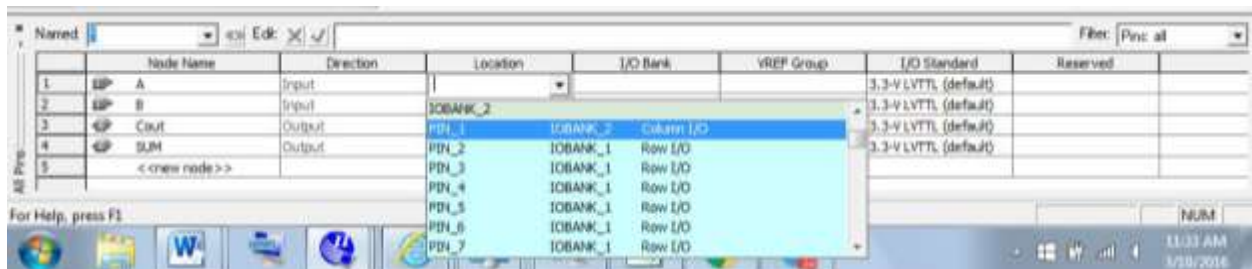 Named: Edit: Filter: Pins: all
Node Name Direction Location I/O Bank VREF Group I/O Standard Reserved
1 A Input 3.3-V LVTTL (default)
2 B Input 3.3-V LVTTL (default)
3 Cout Output 3.3-V LVTTL (default)
4 SUM Output 3.3-V LVTTL (default)
5 <<new node>>
IOBANK_2
PIN_1 IOBANK_2 Column I/O
PIN_2 IOBANK_1 Row I/O
PIN_3 IOBANK_1 Row I/O
PIN_4 IOBANK_1 Row I/O
PIN_5 IOBANK_1 Row I/O
PIN_6 IOBANK_1 Row I/O
PIN_7 IOBANK_1 Row I/O
All Pins
For Help, press F1
NUM
W
11:33 AM
3/10/2016